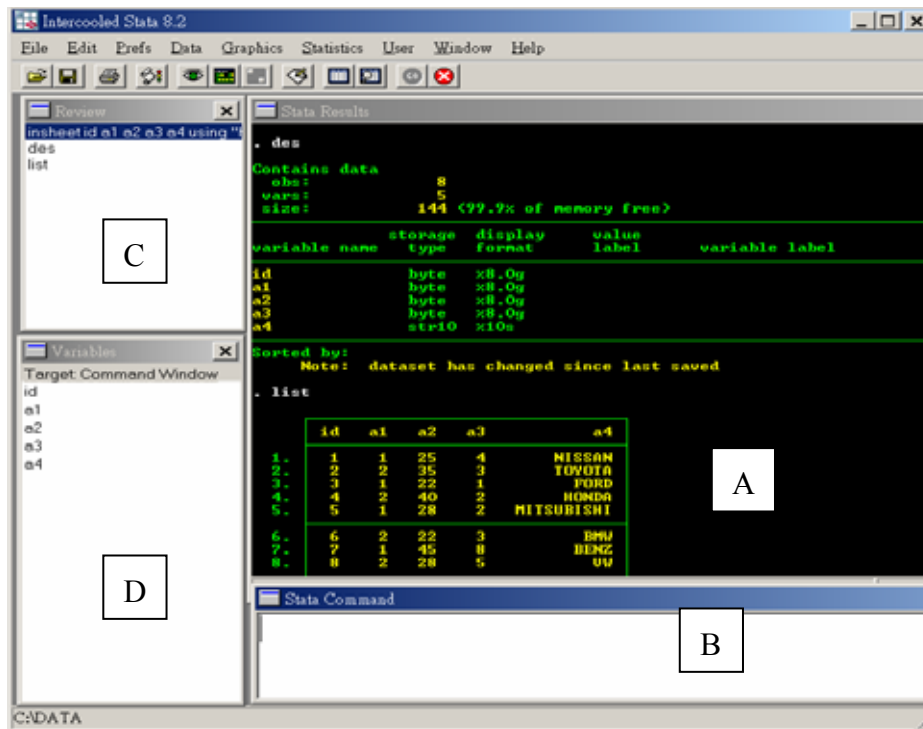 Intercooled Stata 8.2
File Edit Prefs Data Graphics Statistics User Window Help
Review
insheet id a1 a2 a3 a4 using "
des
list
C
Variables
Target: Command Window
id
a1
a2
a3
a4
D
Stata Results
. des
Contains data
obs: 8
vars: 5
size: 144 (99.9% of memory free)
storage display value
variable name type format label variable label
id byte %8.0g
a1 byte %8.0g
a2 byte %8.0g
a3 byte %8.0g
a4 str10 %10s
Sorted by:
Note: dataset has changed since last saved
. list
id a1 a2 a3 a4
1. 1 1 25 4 NISSAN
2. 2 2 35 3 TOYOTA
3. 3 1 22 1 FORD
4. 4 2 40 2 HONDA
5. 5 1 28 2 MITSUBISHI
6. 6 2 22 3 BMW
7. 7 1 45 8 BENZ
8. 8 2 28 5 VW
A
Stata Command
B
C:\DATA